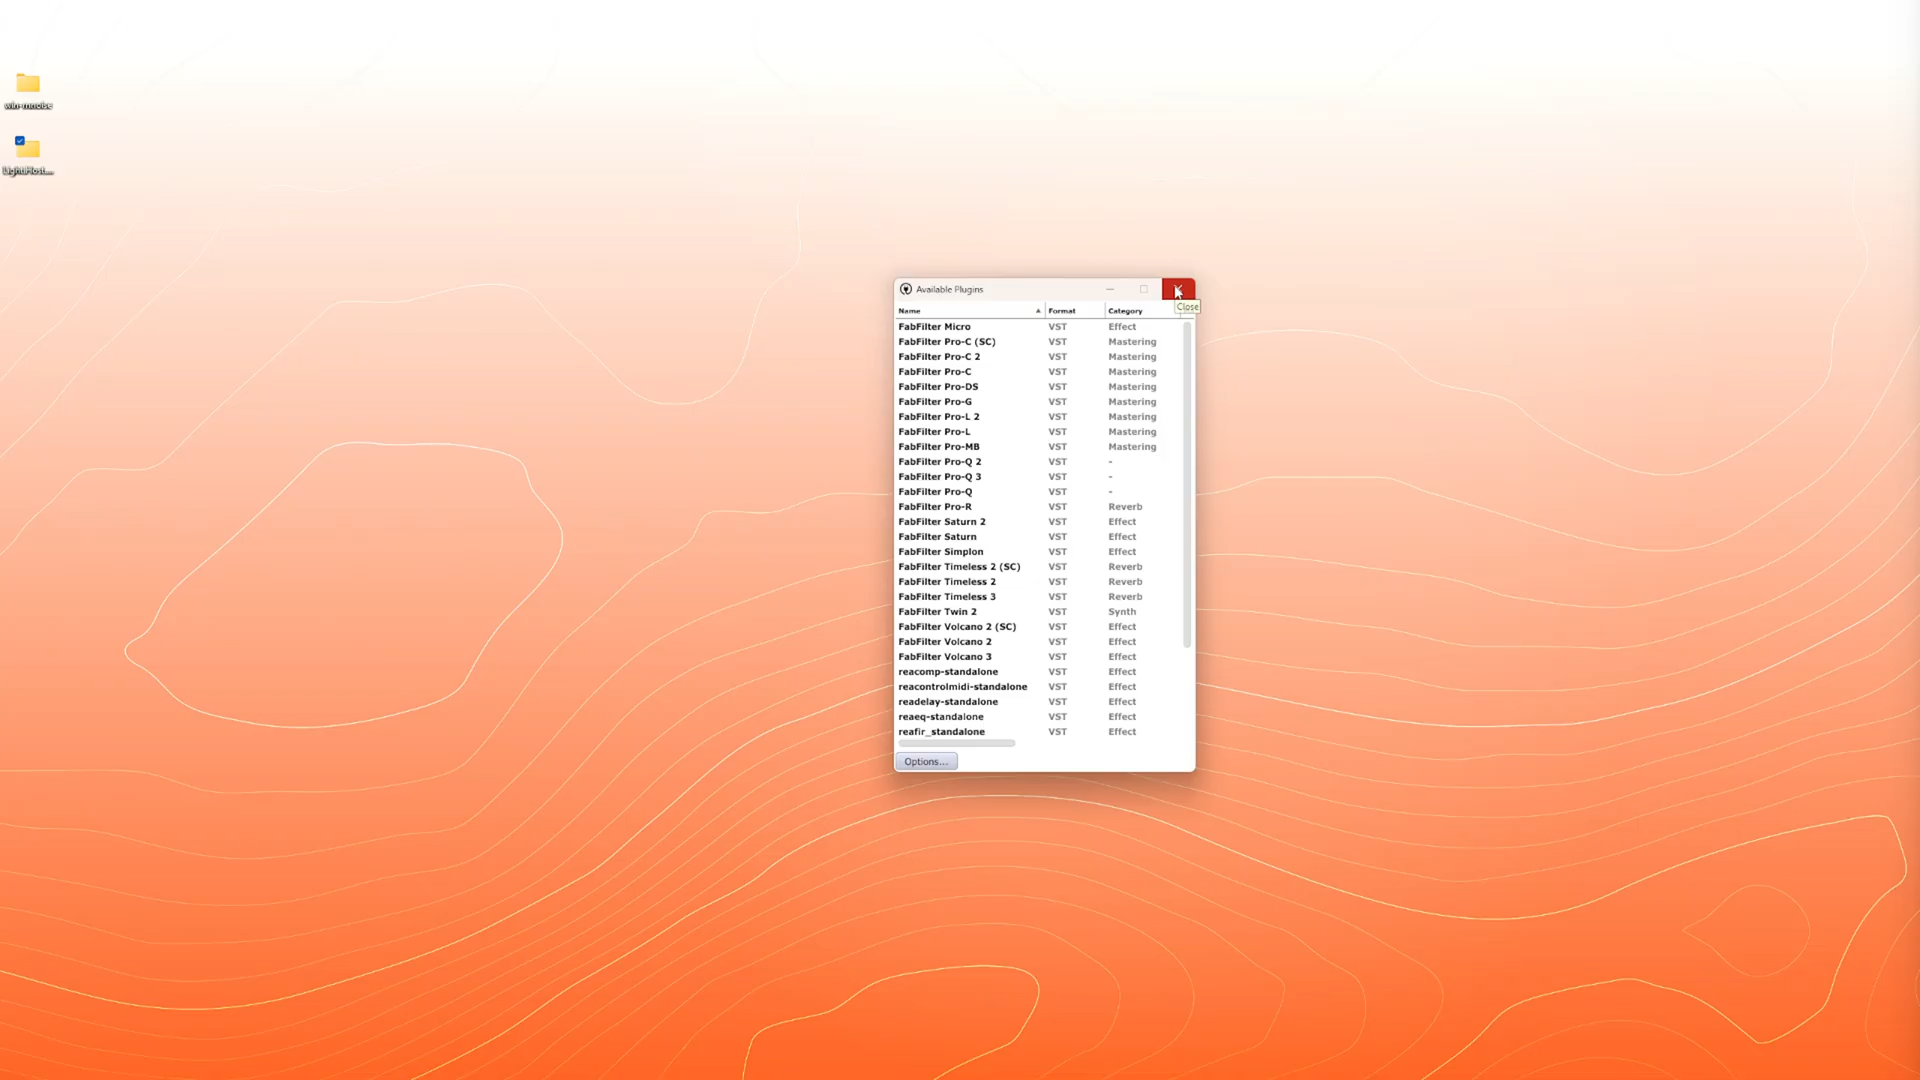 win-rnnoise
LightHost....
Available Plugins
Close
Name Format Category
FabFilter Micro VST Effect
FabFilter Pro-C (SC) VST Mastering
FabFilter Pro-C 2 VST Mastering
FabFilter Pro-C VST Mastering
FabFilter Pro-DS VST Mastering
FabFilter Pro-G VST Mastering
FabFilter Pro-L 2 VST Mastering
FabFilter Pro-L VST Mastering
FabFilter Pro-MB VST Mastering
FabFilter Pro-Q 2 VST -
FabFilter Pro-Q 3 VST -
FabFilter Pro-Q VST -
FabFilter Pro-R VST Reverb
FabFilter Saturn 2 VST Effect
FabFilter Saturn VST Effect
FabFilter Simplon VST Effect
FabFilter Timeless 2 (SC) VST Reverb
FabFilter Timeless 2 VST Reverb
FabFilter Timeless 3 VST Reverb
FabFilter Twin 2 VST Synth
FabFilter Volcano 2 (SC) VST Effect
FabFilter Volcano 2 VST Effect
FabFilter Volcano 3 VST Effect
reacomp-standalone VST Effect
reacontrolmidi-standalone VST Effect
readelay-standalone VST Effect
reaeq-standalone VST Effect
reafir_standalone VST Effect
Options...